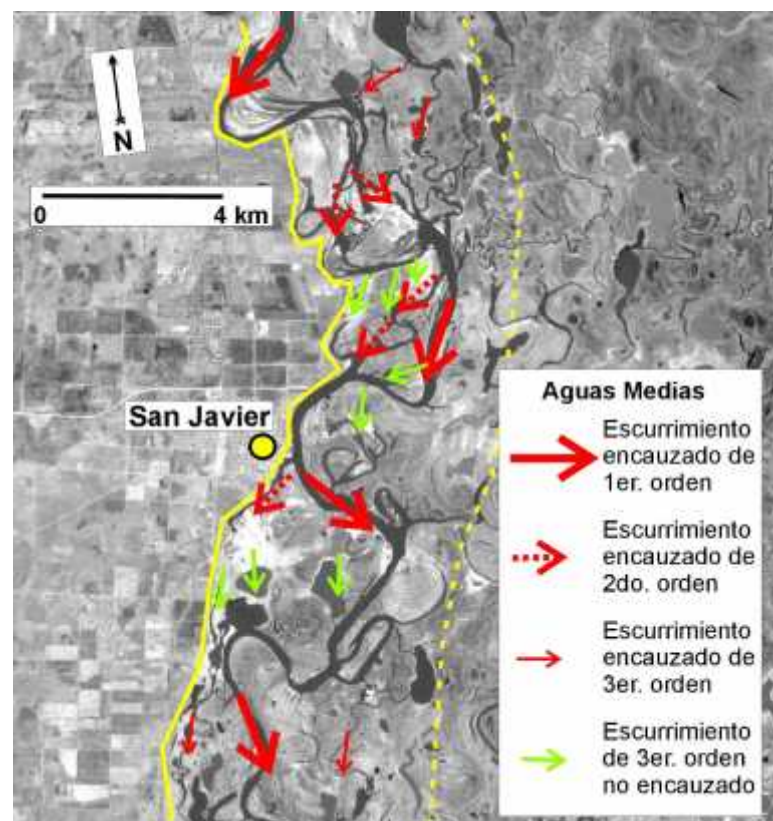 N
0 4 km
San Javier
Aguas Medias
Escurrimiento
encauzado de
1er. orden
Escurrimiento
encauzado de
2do. orden
Escurrimiento
encauzado de
3er. orden
Escurrimiento
de 3er. orden
no encauzado